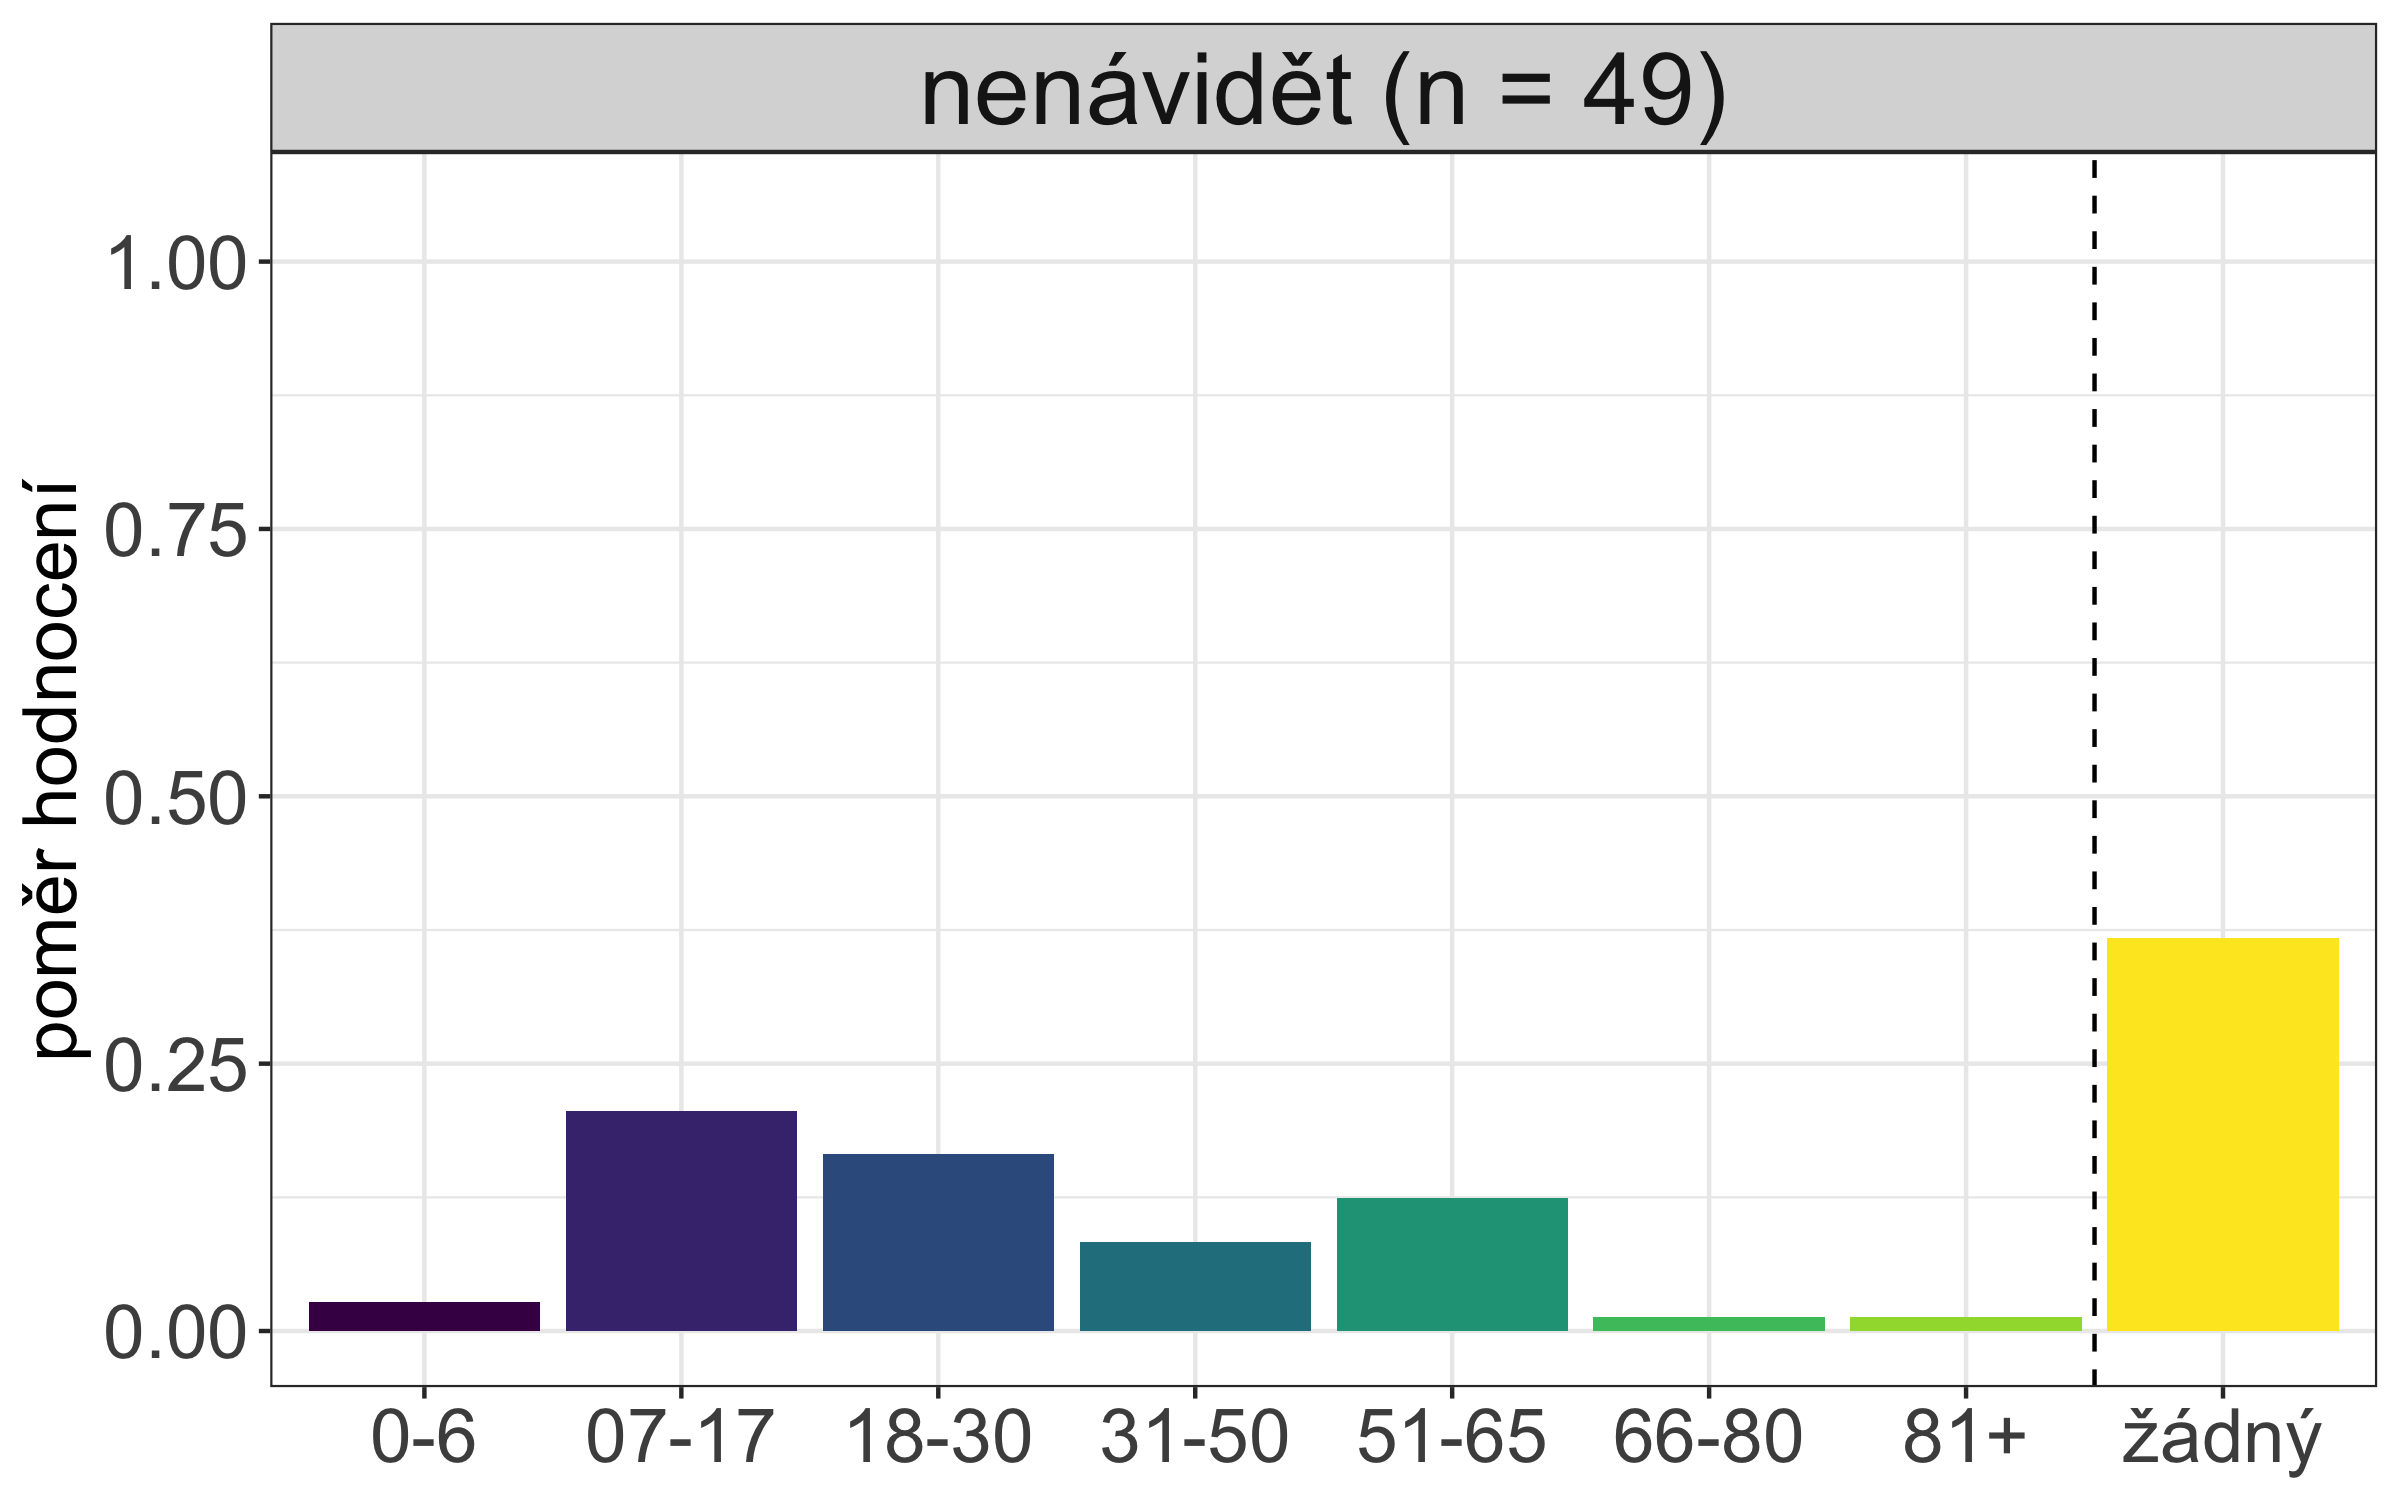 nenávidět (n = 49)
poměr hodnocení
1.00
0.75
0.50
0.25
0.00
0-6 07-17 18-30 31-50 51-65 66-80 81+ žádný